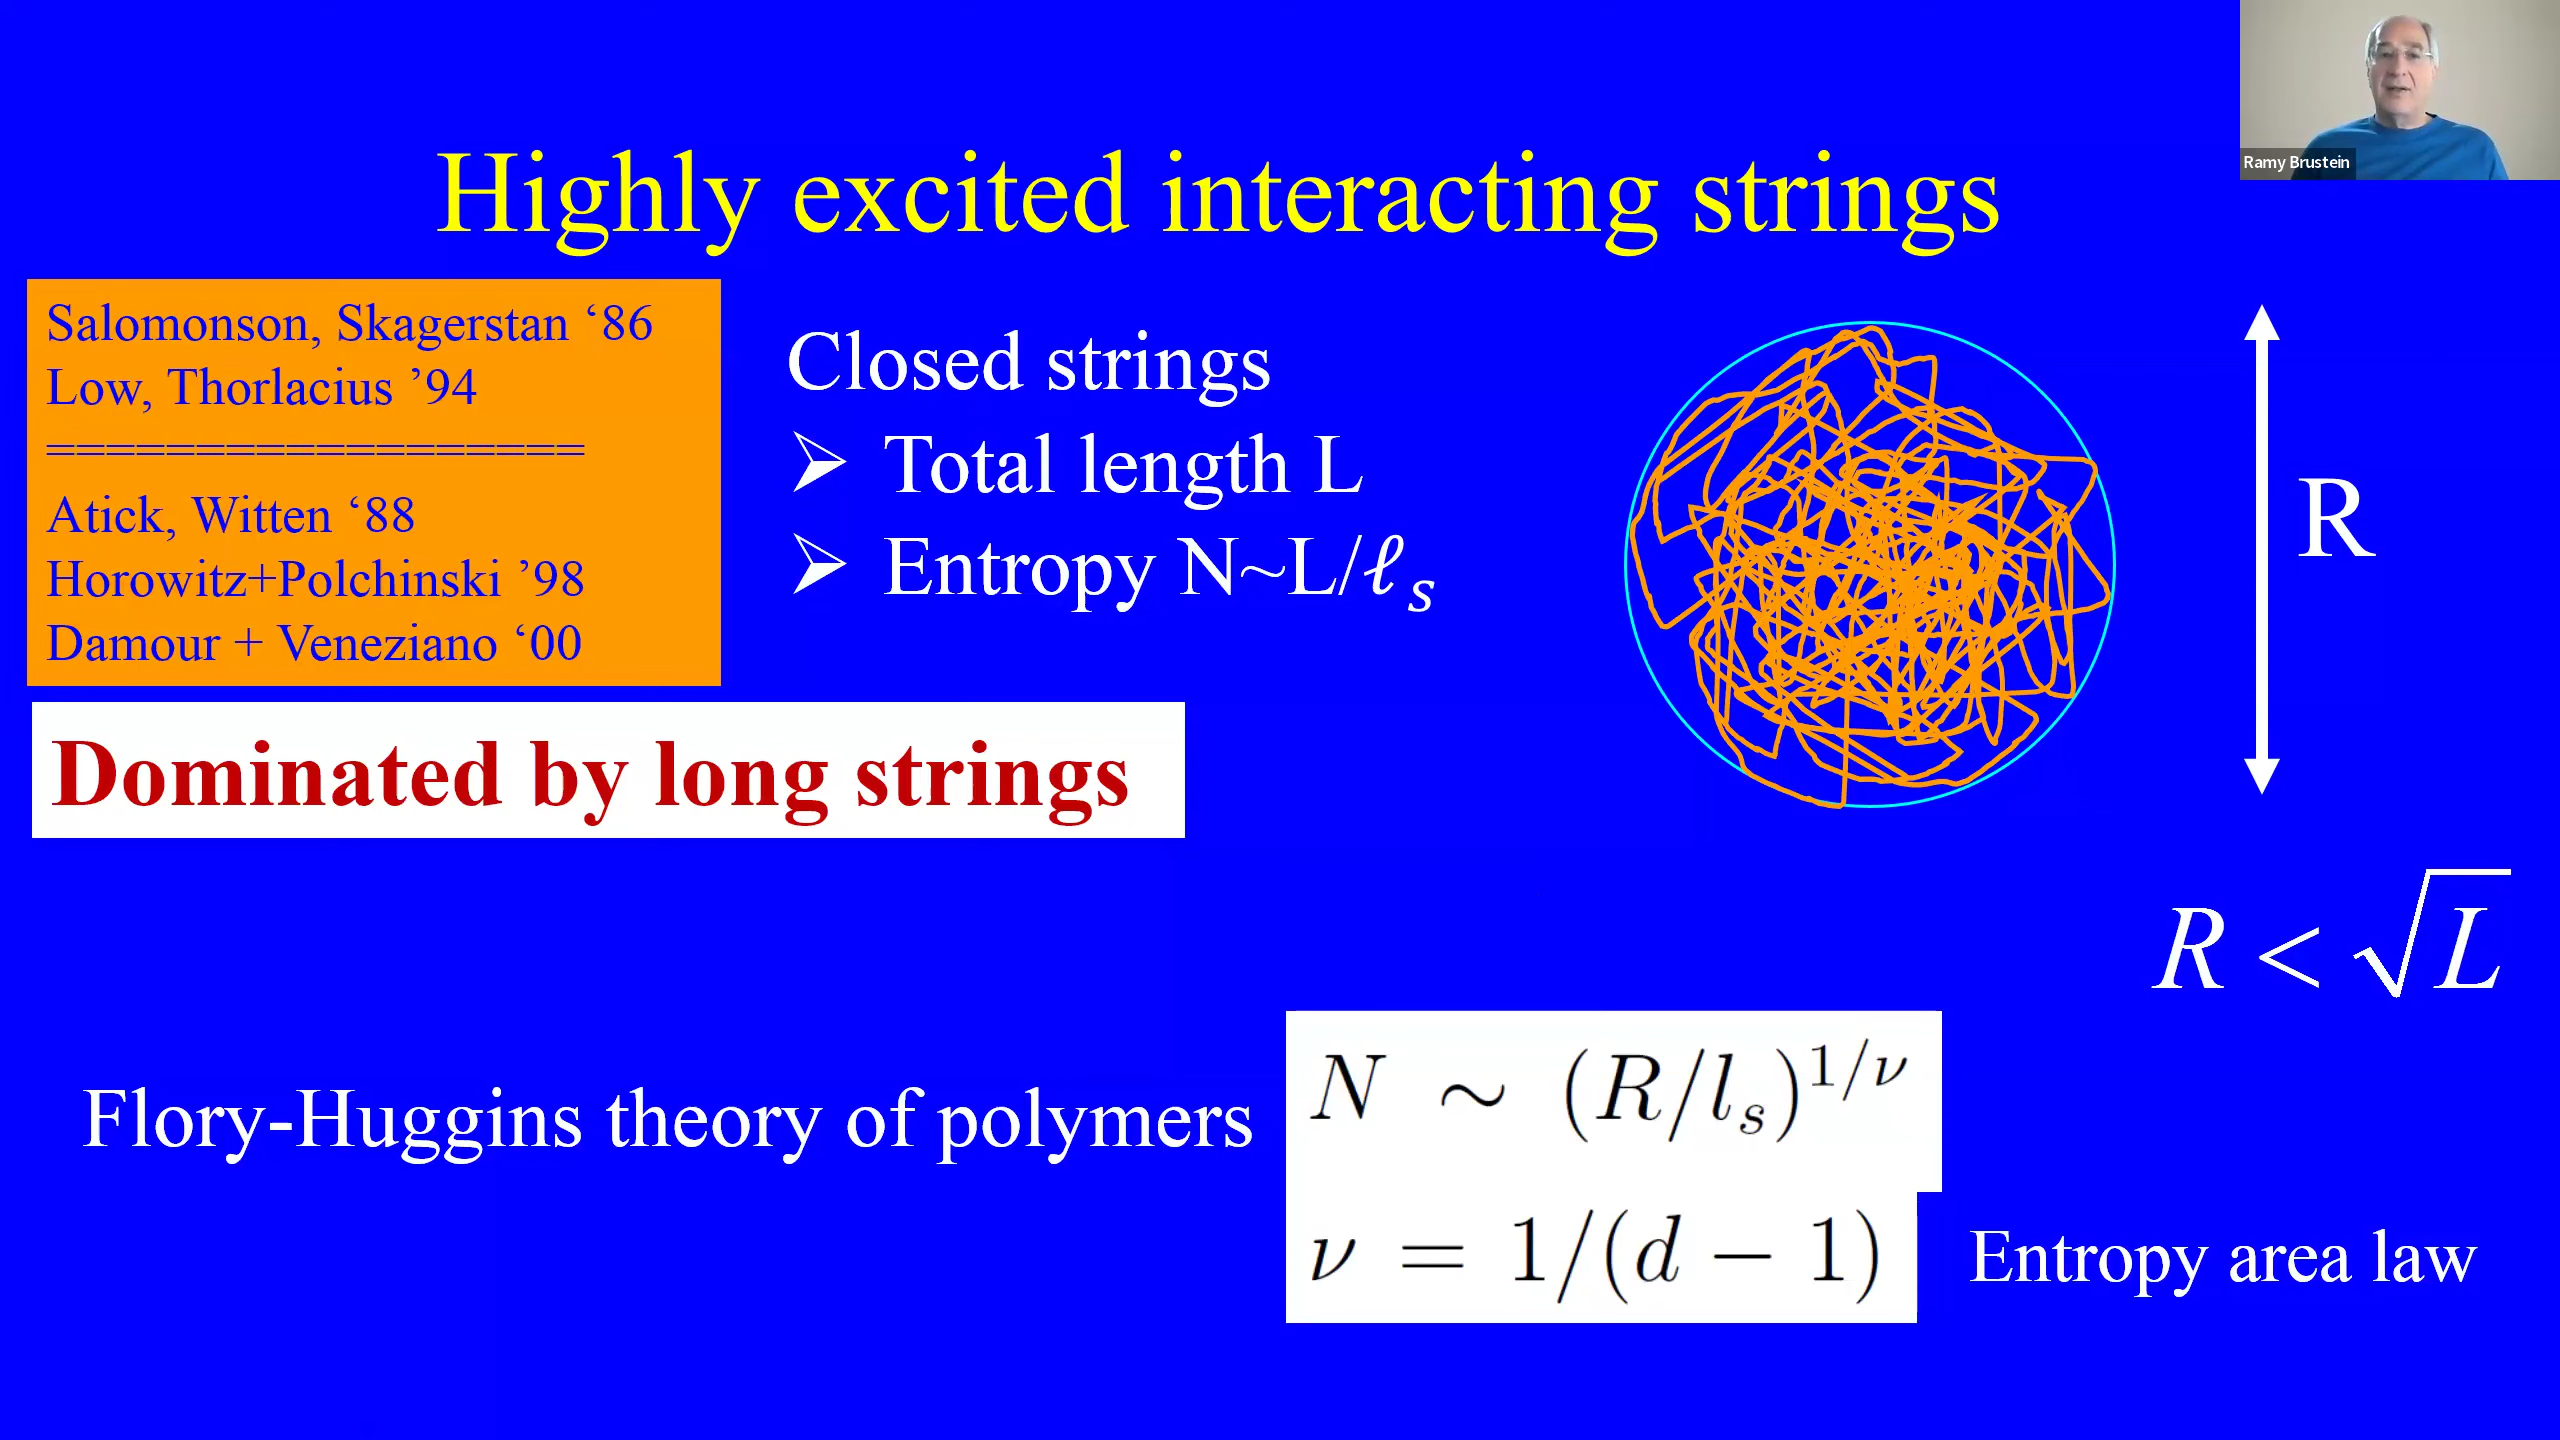 Ramy Brustein
Highly excited interacting strings
Salomonson, Skagerstan ‘86
Low, Thorlacius ’94
==================
Atick, Witten ‘88
Horowitz+Polchinski ’98
Damour + Veneziano ‘00
Closed strings
➢ Total length L
➢ Entropy N~L/ℓₛ
R
Dominated by long strings
R < √L
Flory-Huggins theory of polymers
N ~ (R/lₛ)^{1/ν}
ν = 1/(d − 1)
Entropy area law